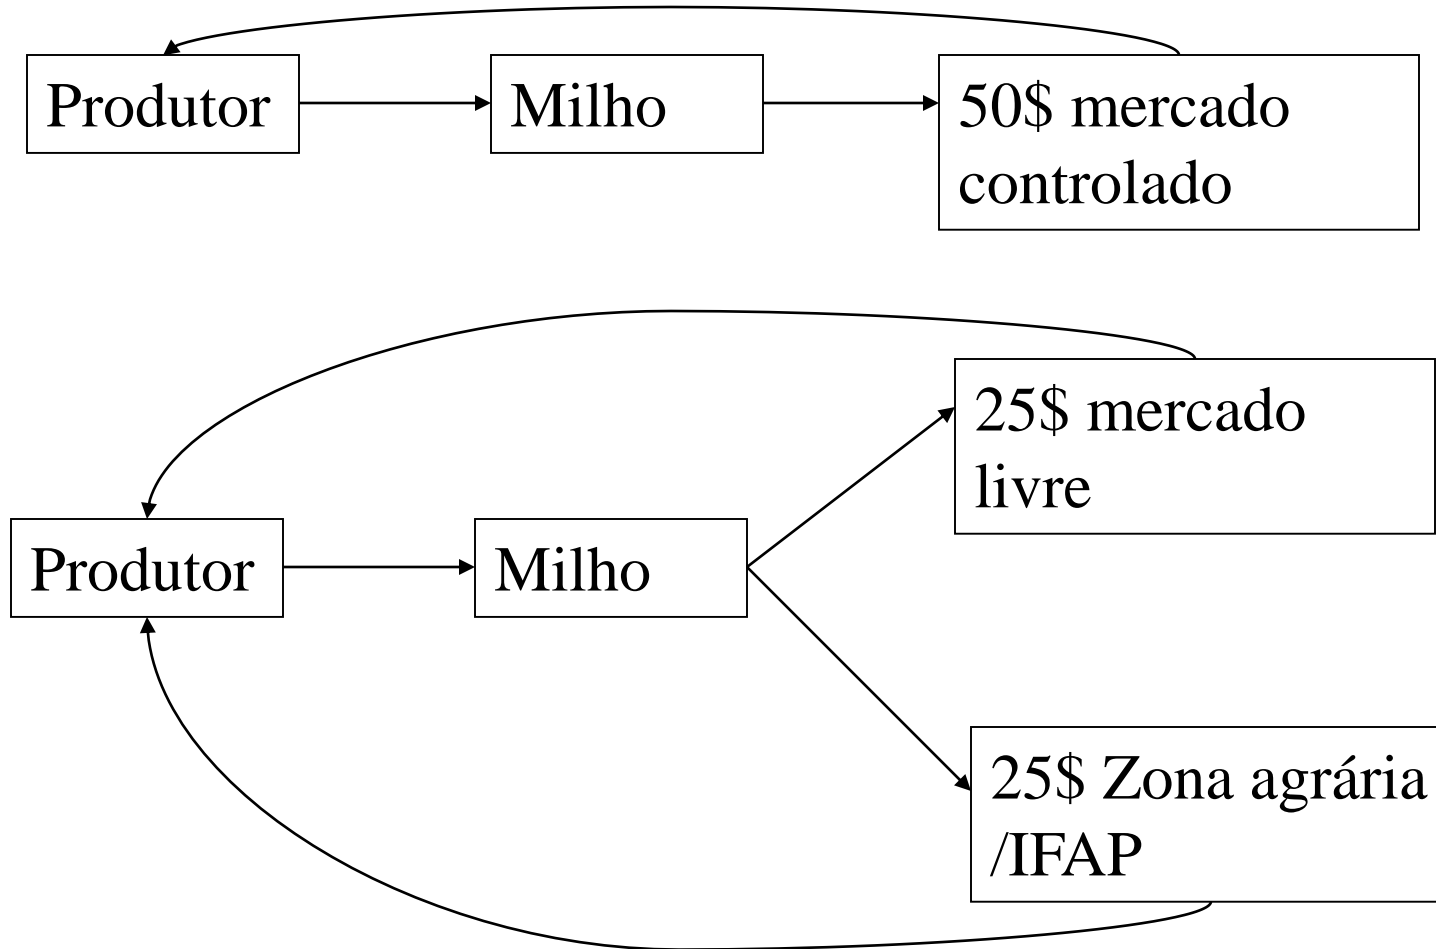 Produtor
Milho
50$ mercado
controlado
25$ mercado
livre
Produtor
Milho
25$ Zona agrária
/IFAP